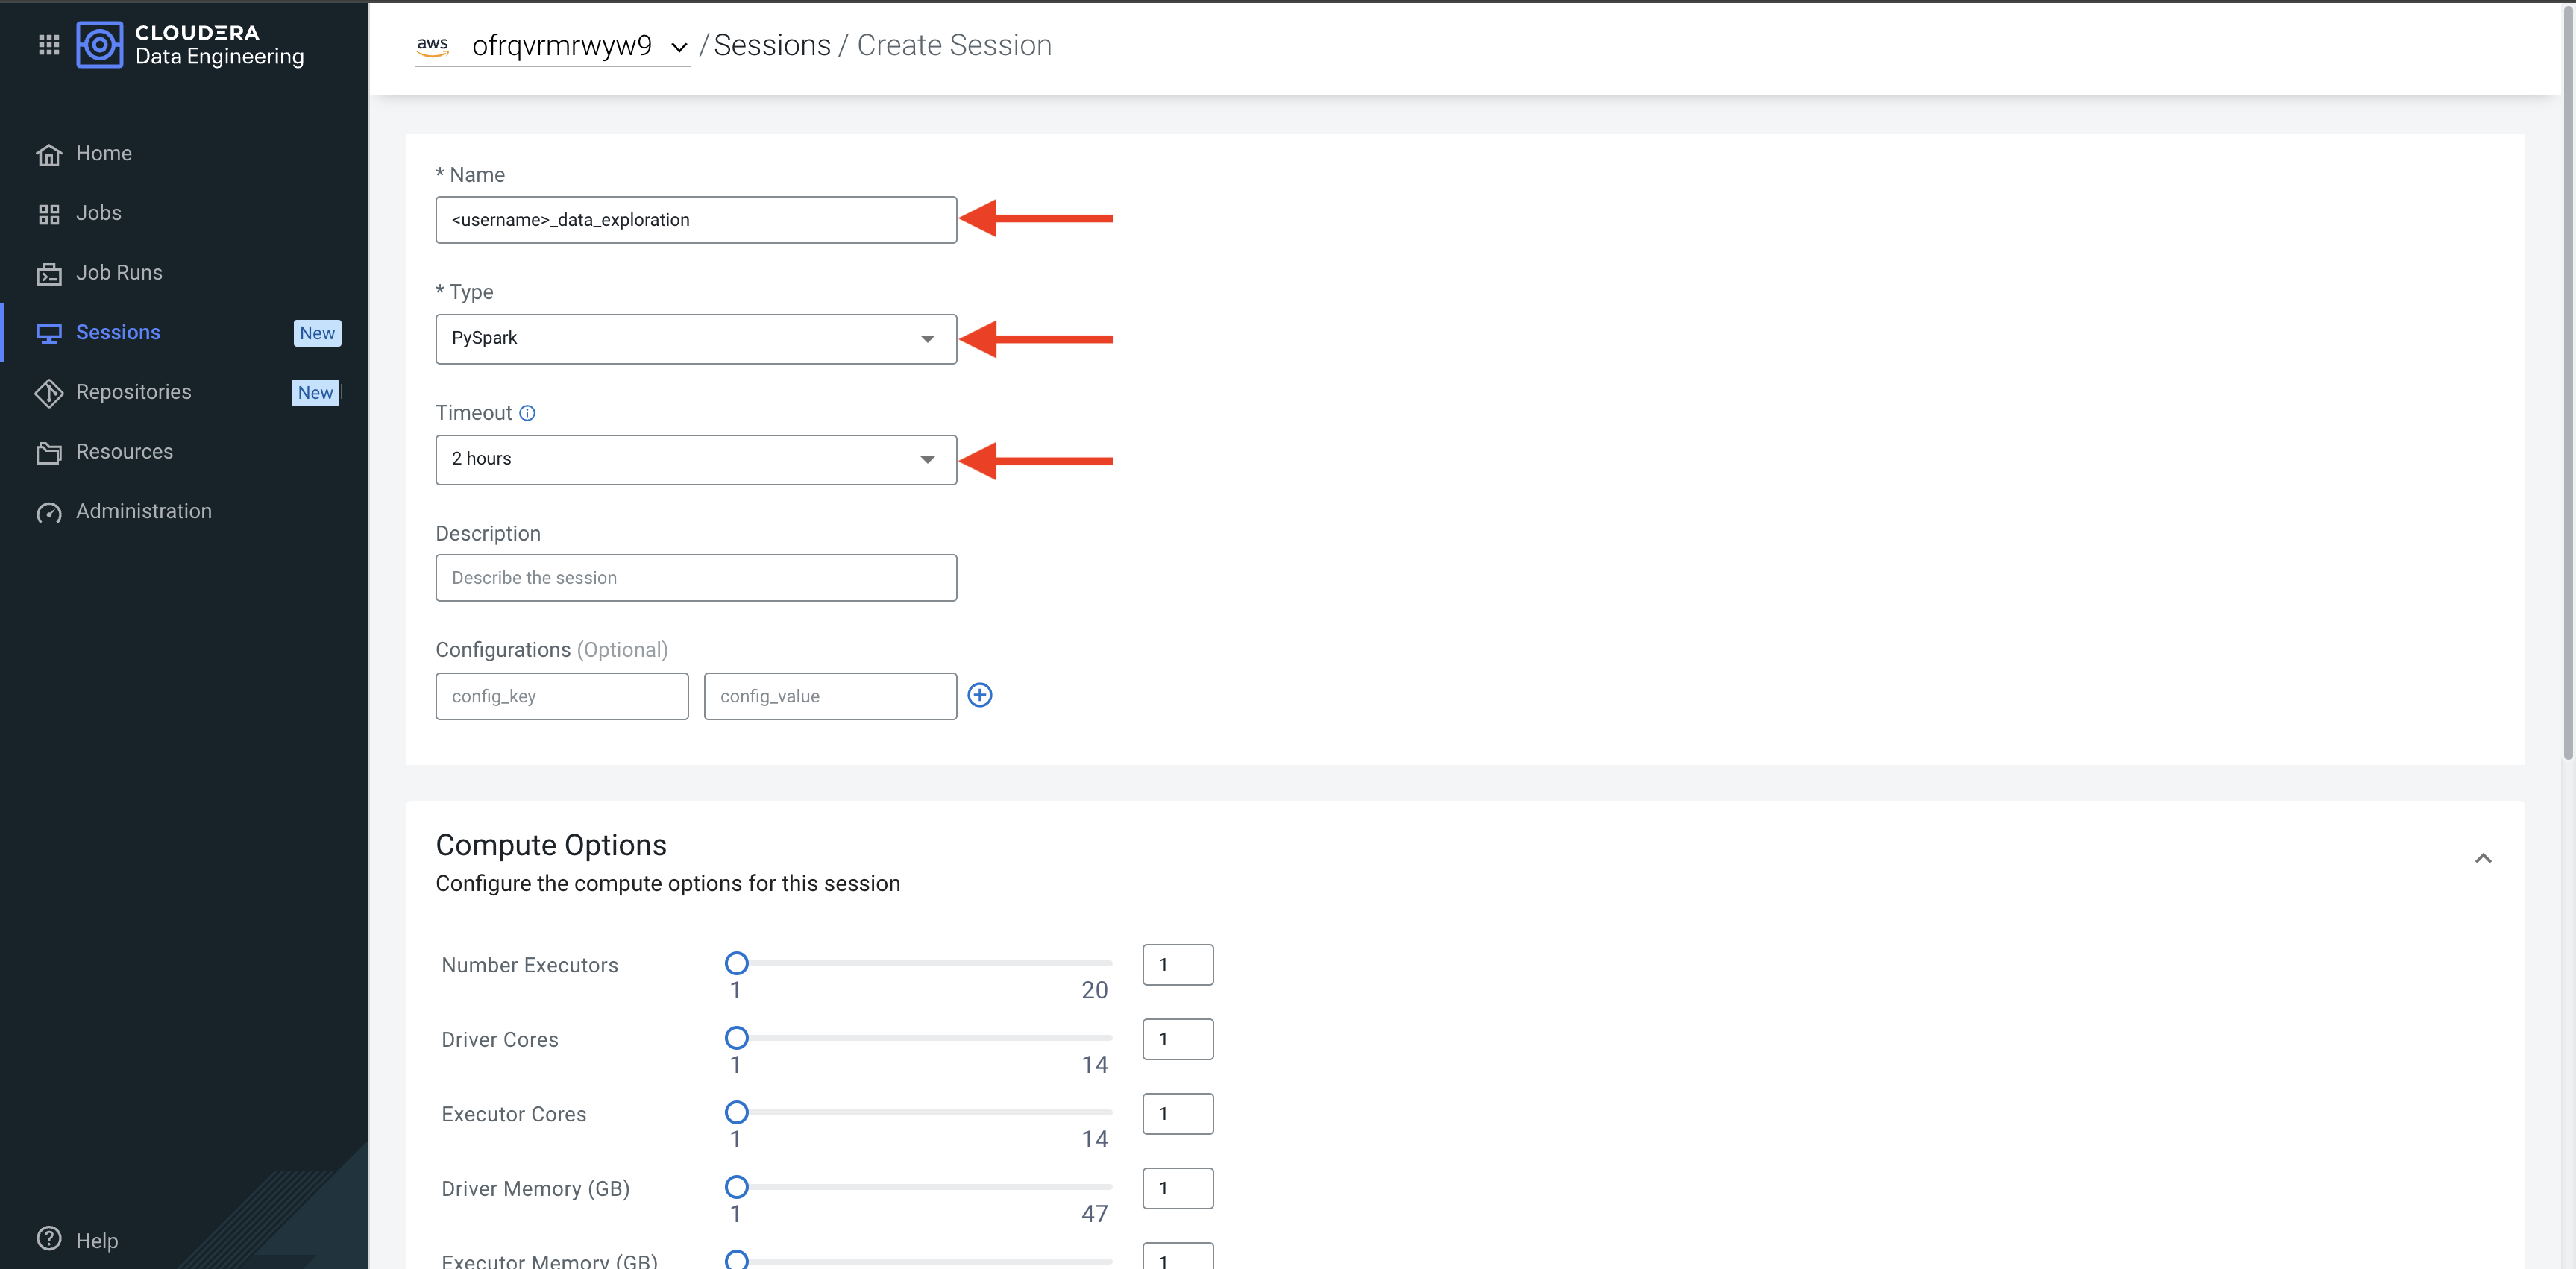 CLOUDERA
Data Engineering
Home
Jobs
Job Runs
Sessions New
Repositories New
Resources
Administration
Help
aws ofrqvrmrwyw9 / Sessions / Create Session
* Name
<username>_data_exploration
* Type
PySpark
Timeout
2 hours
Description
Describe the session
Configurations (Optional)
config_key config_value
Compute Options
Configure the compute options for this session
Number Executors 1
1 20
Driver Cores 1
1 14
Executor Cores 1
1 14
Driver Memory (GB) 1
1 47
Executor Memory (GB) 1